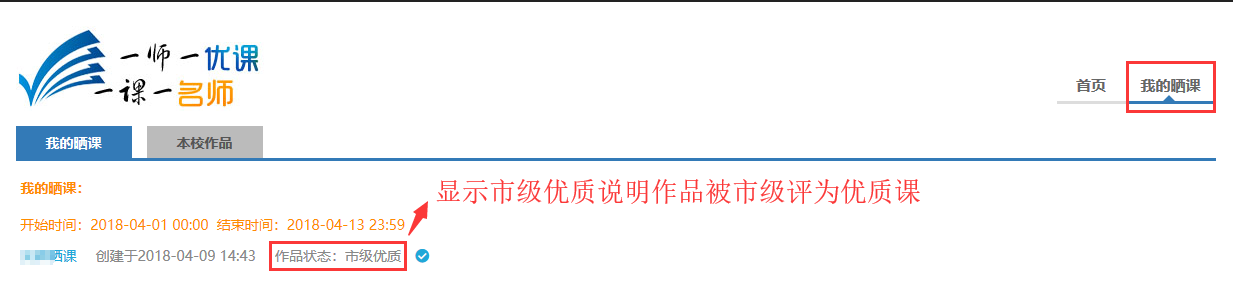 一师一优课
一课一名师
首页 我的晒课
我的晒课 本校作品
我的晒课：
显示市级优质说明作品被市级评为优质课
开始时间：2018-04-01 00:00 结束时间：2018-04-13 23:59
晒课 创建于2018-04-09 14:43 作品状态：市级优质